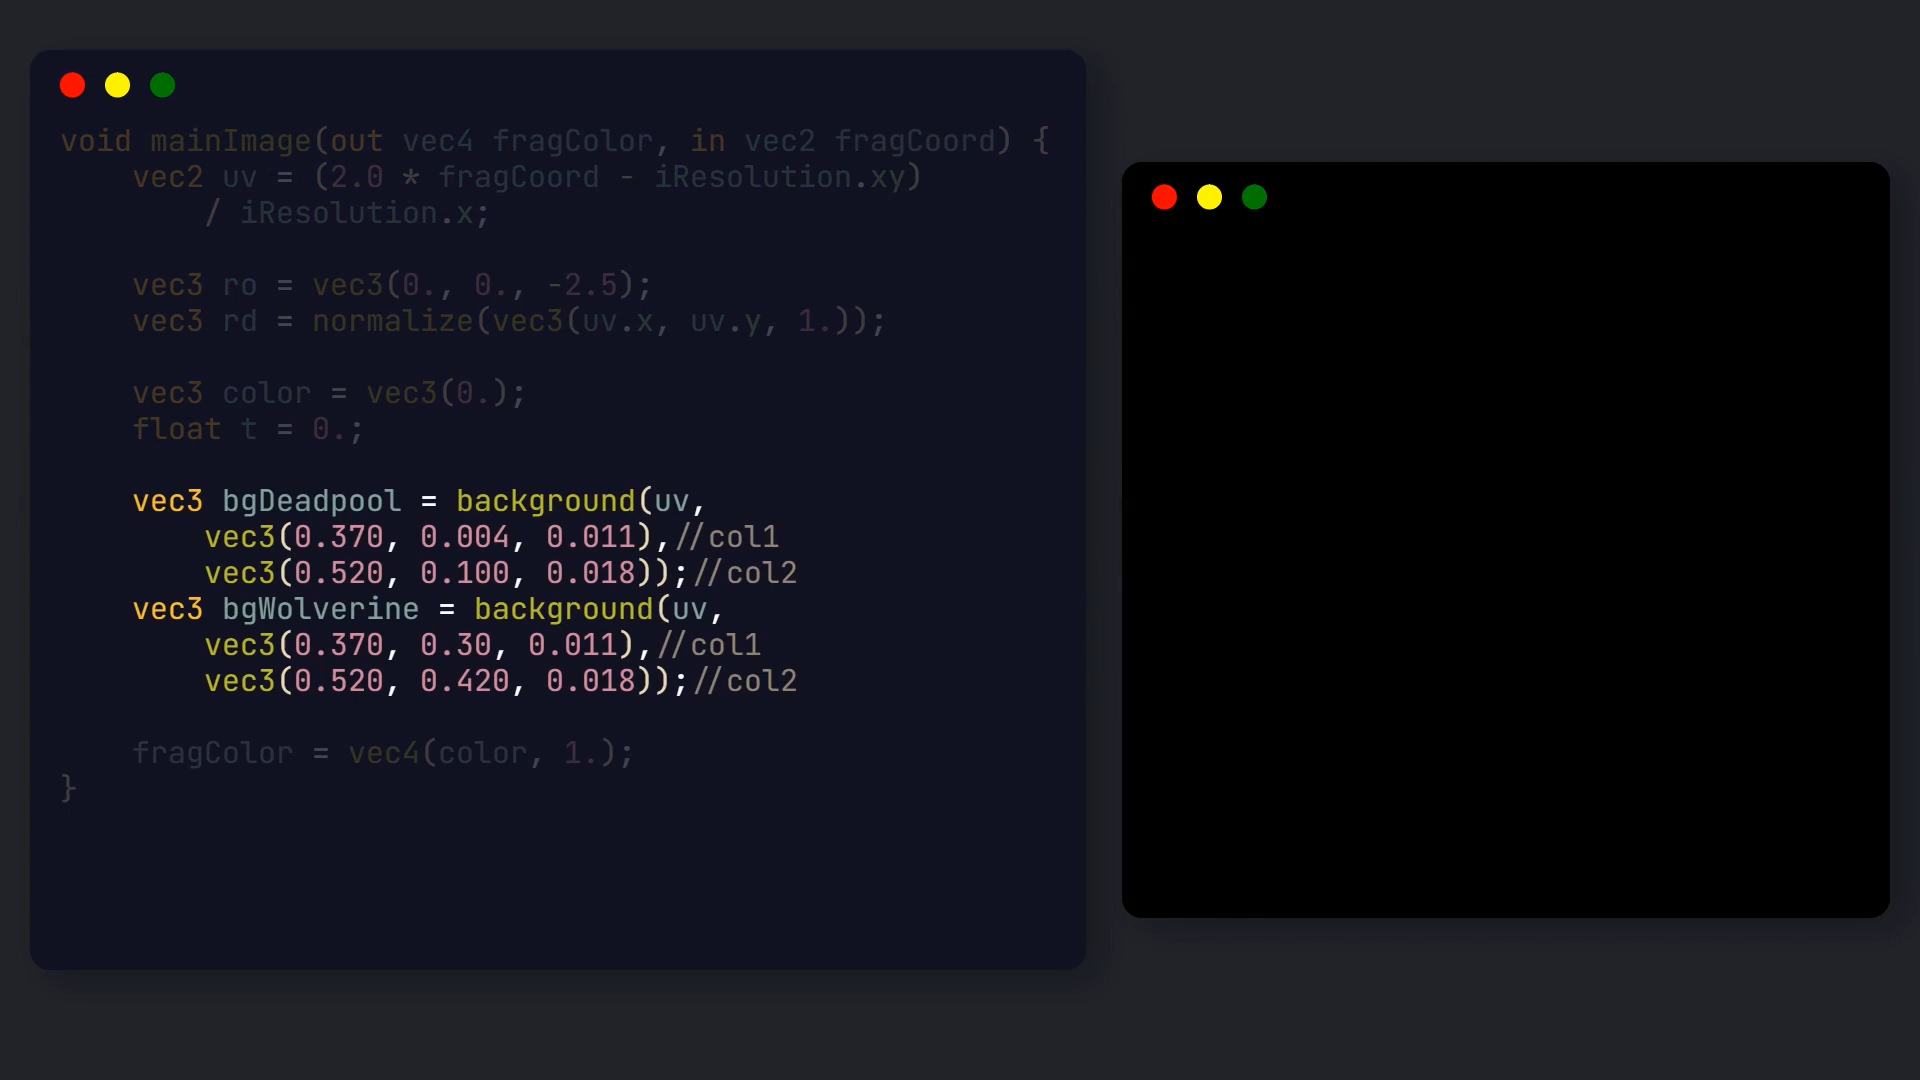 void mainImage(out vec4 fragColor, in vec2 fragCoord) {
    vec2 uv = (2.0 * fragCoord - iResolution.xy)
        / iResolution.x;
    vec3 ro = vec3(0., 0., -2.5);
    vec3 rd = normalize(vec3(uv.x, uv.y, 1.));
    vec3 color = vec3(0.);
    float t = 0.;
    vec3 bgDeadpool = background(uv,
        vec3(0.370, 0.004, 0.011),//col1
        vec3(0.520, 0.100, 0.018));//col2
    vec3 bgWolverine = background(uv,
        vec3(0.370, 0.30, 0.011),//col1
        vec3(0.520, 0.420, 0.018));//col2
    fragColor = vec4(color, 1.);
}